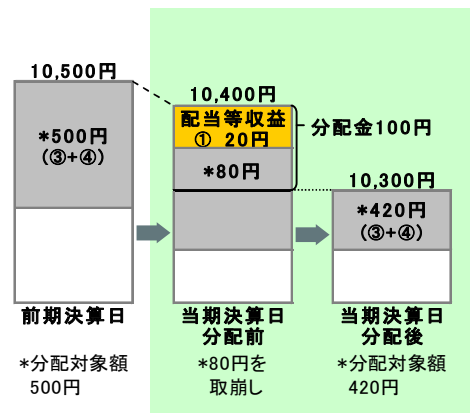 10,500円
*500円
(③+④)
前期決算日
*分配対象額
500円
10,400円
配当等収益
① 20円
*80円
分配金100円
当期決算日
分配前
*80円を
取崩し
10,300円
*420円
(③+④)
当期決算日
分配後
*分配対象額
420円